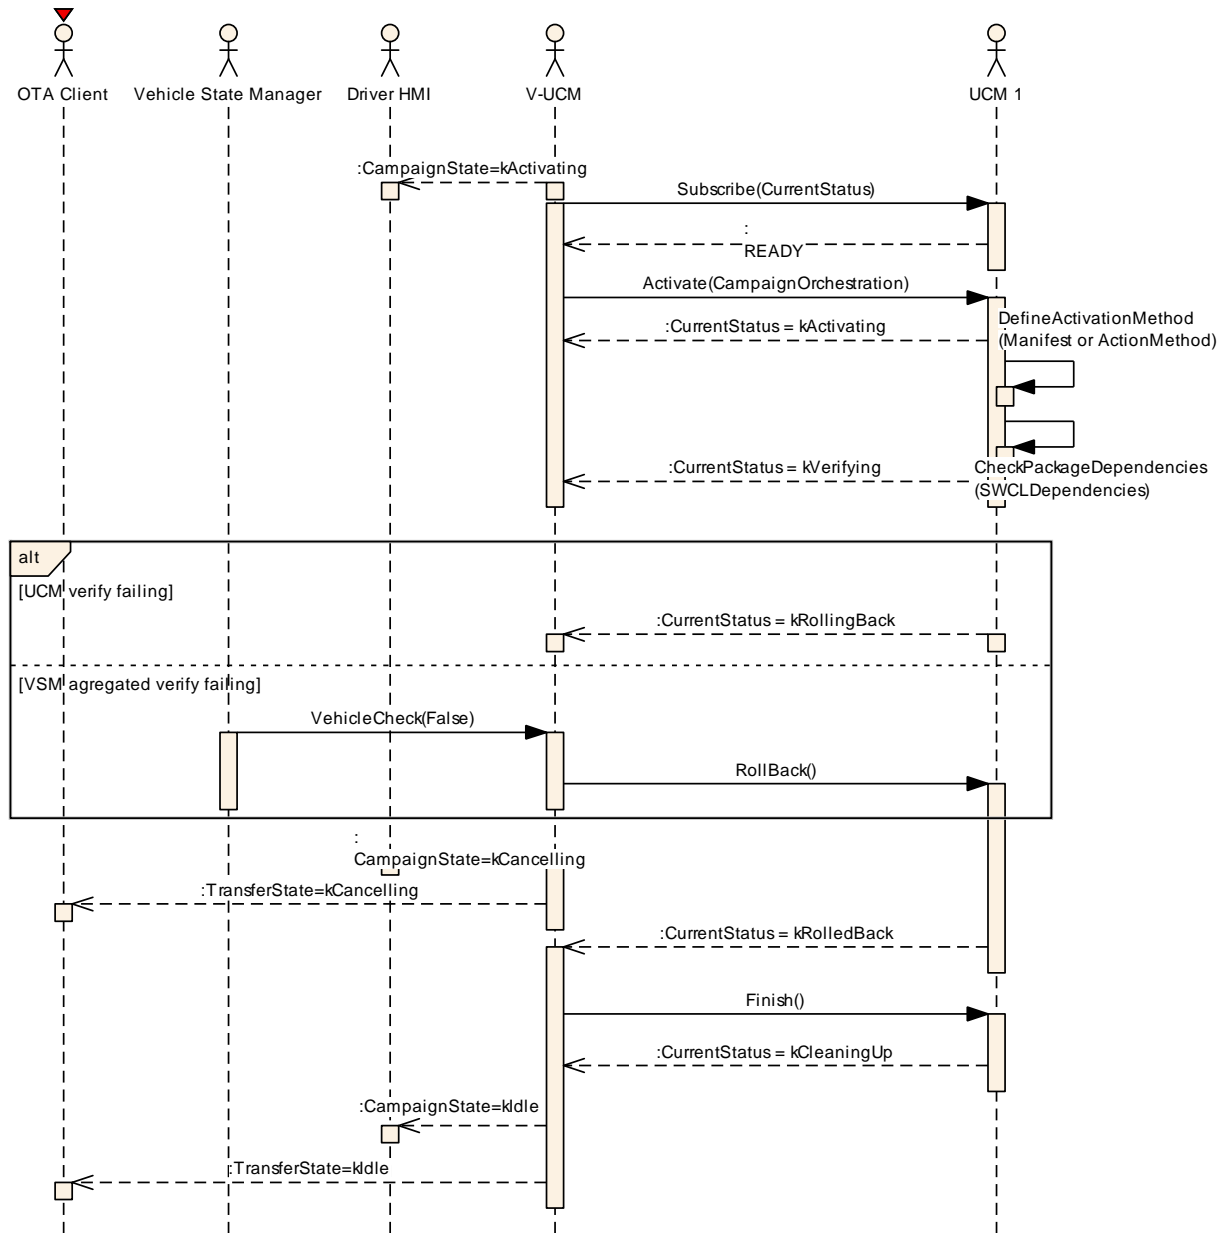 OTA Client
Vehicle State Manager
Driver HMI
V-UCM
UCM 1
:CampaignState=kActivating
Subscribe(CurrentStatus)
:
READY
Activate(CampaignOrchestration)
DefineActivationMethod
(Manifest or ActionMethod)
:CurrentStatus = kActivating
:CurrentStatus = kVerifying
CheckPackageDependencies
(SWCLDependencies)
alt
[UCM verify failing]
:CurrentStatus = kRollingBack
[VSM agregated verify failing]
VehicleCheck(False)
RollBack()
:
CampaignState=kCancelling
:TransferState=kCancelling
:CurrentStatus = kRolledBack
Finish()
:CurrentStatus = kCleaningUp
:CampaignState=kIdle
:TransferState=kIdle